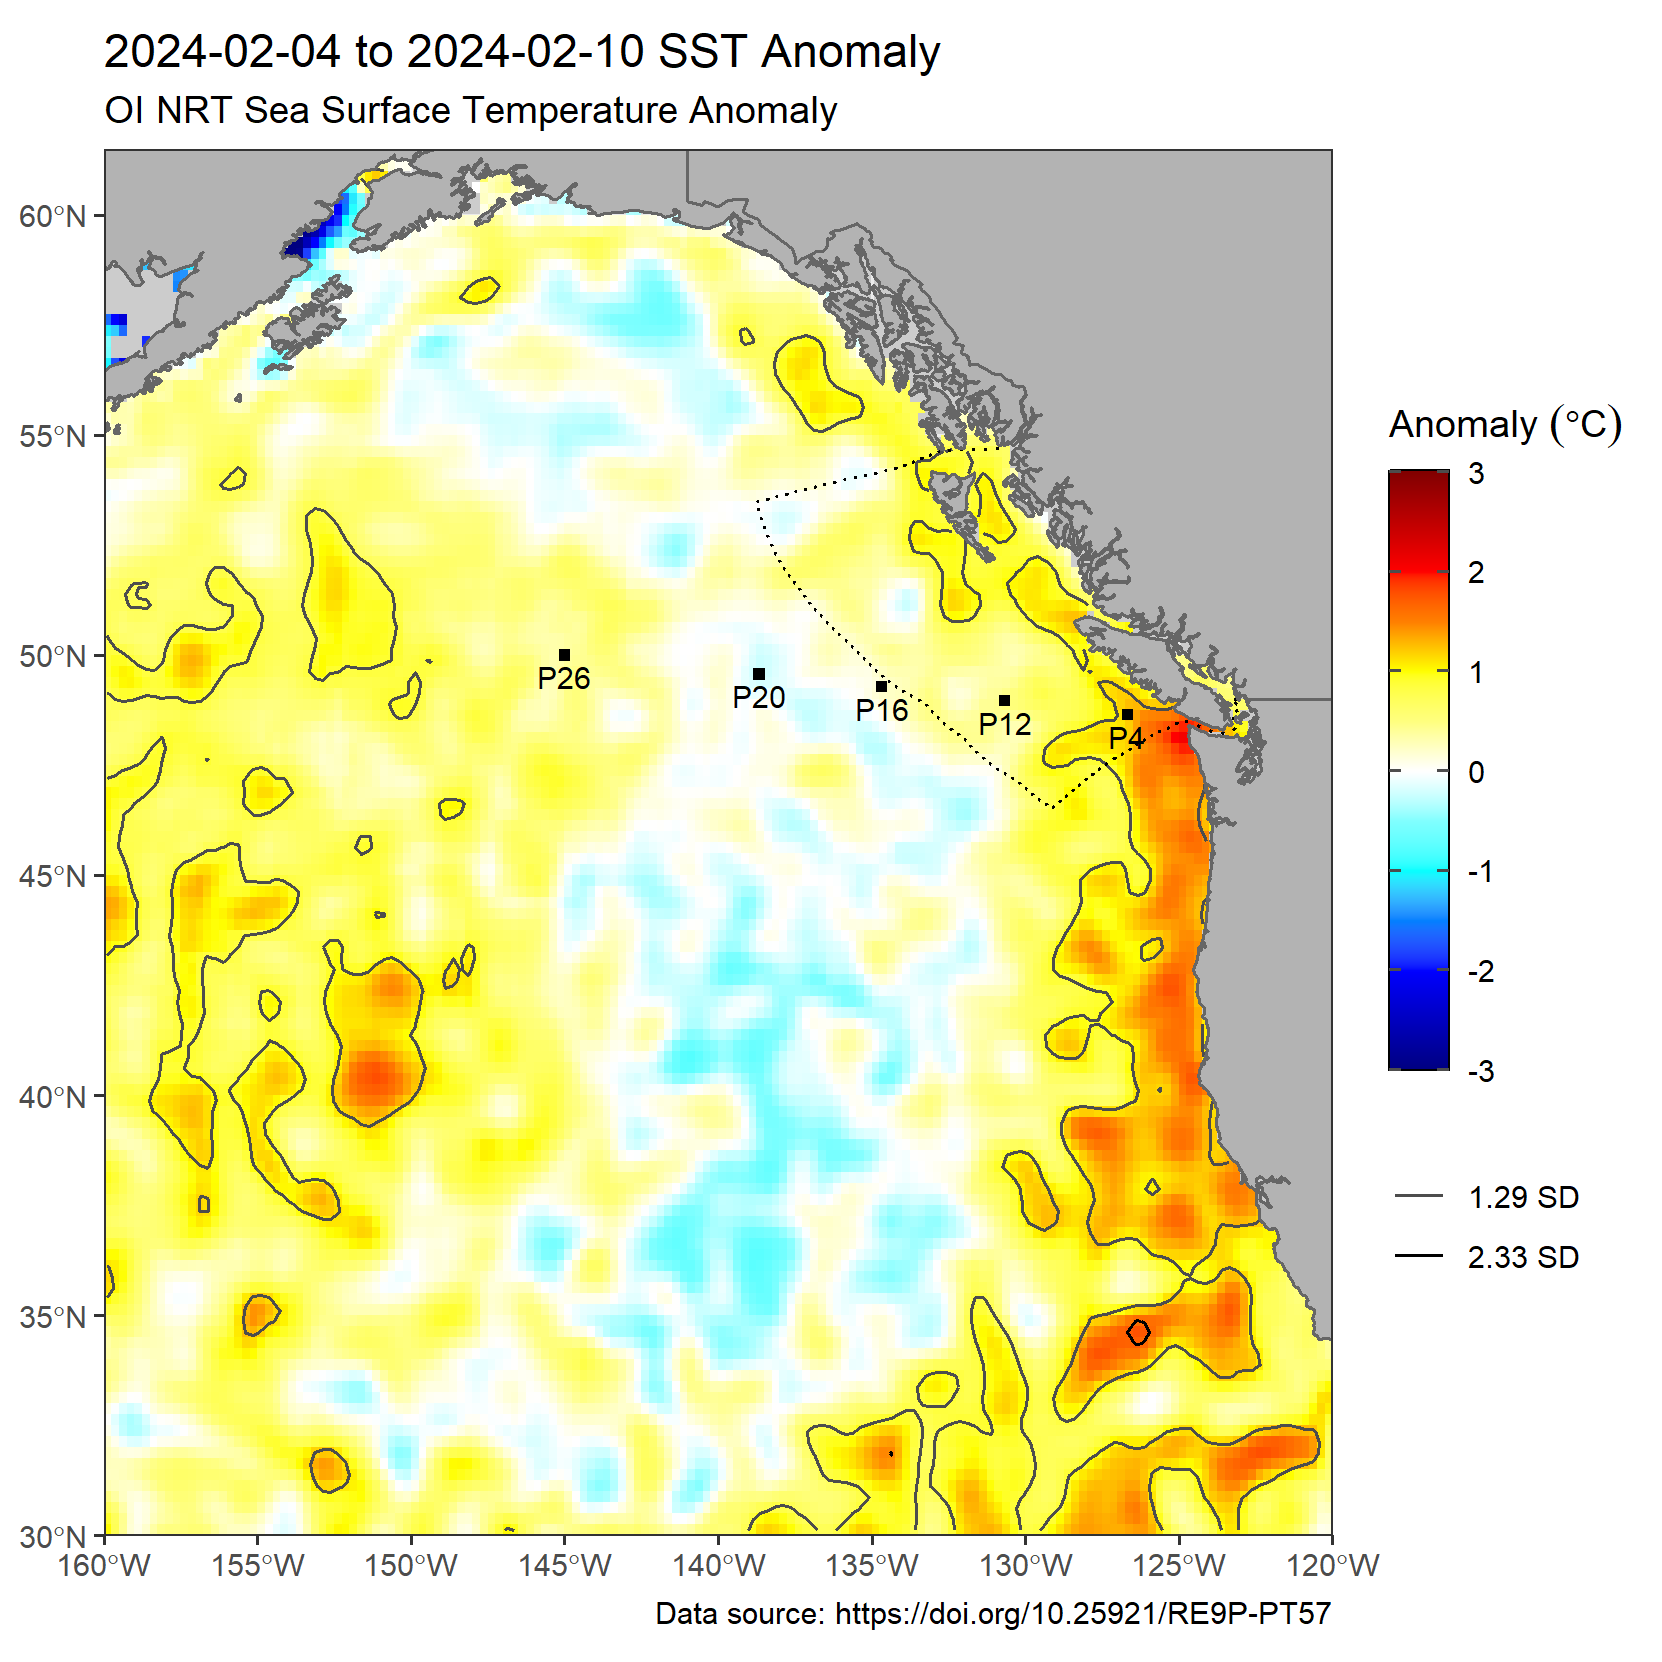 2024-02-04 to 2024-02-10 SST Anomaly
OI NRT Sea Surface Temperature Anomaly
60°N
55°N
50°N
45°N
40°N
35°N
30°N
P26
P20
P16
P12
P4
160°W
155°W
150°W
145°W
140°W
135°W
130°W
125°W
120°W
Anomaly (°C)
3
2
1
0
-1
-2
-3
1.29 SD
2.33 SD
Data source: https://doi.org/10.25921/RE9P-PT57